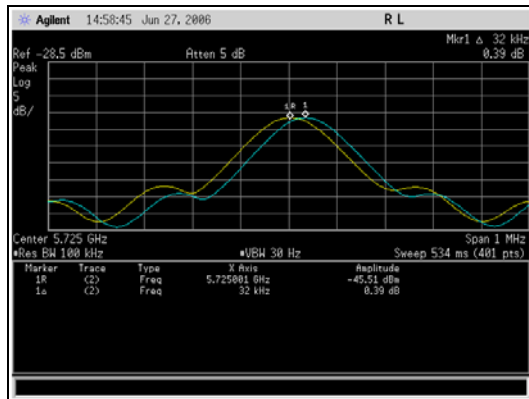 Agilent 14:58:45 Jun 27, 2006 R L
Mkr1 Δ 32 kHz
Ref -28.5 dBm Atten 5 dB 0.39 dB
Peak
Log
5
dB/
1R 1
Center 5.725 GHz Span 1 MHz
#Res BW 100 kHz #VBW 30 Hz Sweep 534 ms (401 pts)
Marker Trace Type X Axis Amplitude
1R (2) Freq 5.725001 GHz -45.51 dBm
1Δ (2) Freq 32 kHz 0.39 dB